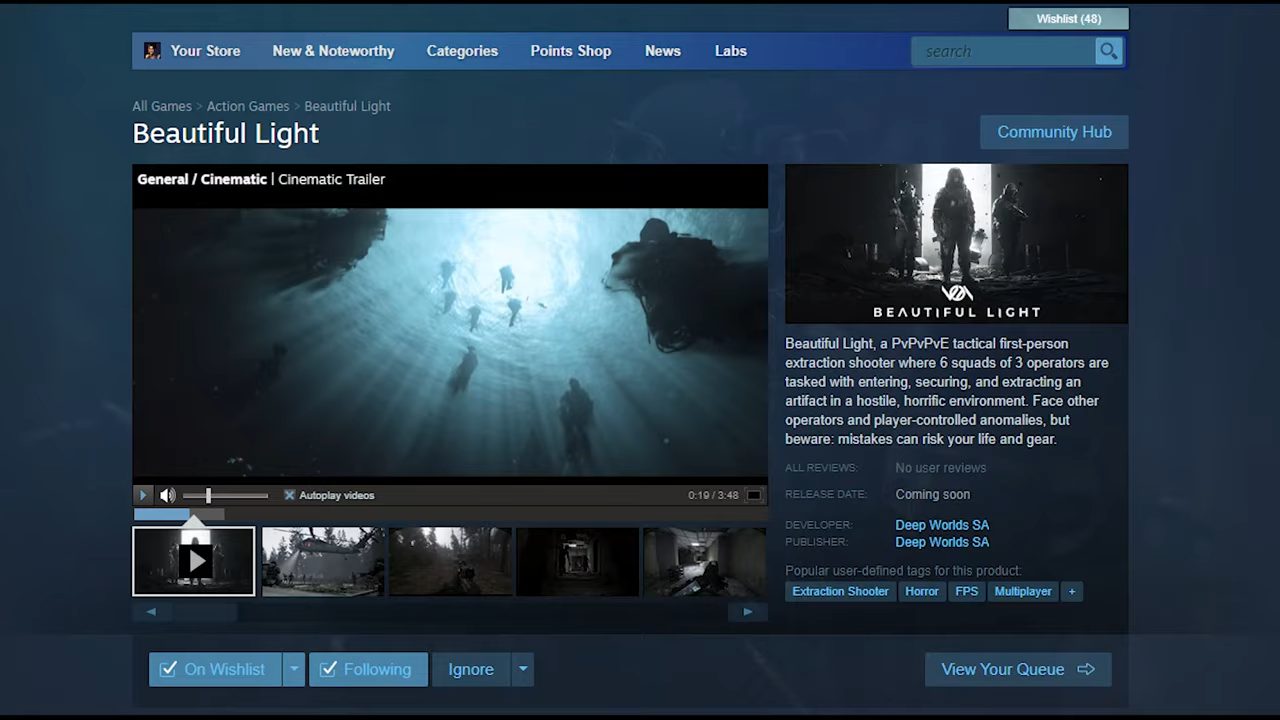 Wishlist (48)
Your Store
New & Noteworthy
Categories
Points Shop
News
Labs
search
All Games > Action Games > Beautiful Light
Beautiful Light
Community Hub
General / Cinematic | Cinematic Trailer
BEAUTIFUL LIGHT
Beautiful Light, a PvPvPvE tactical first-person
extraction shooter where 6 squads of 3 operators are
tasked with entering, securing, and extracting an
artifact in a hostile, horrific environment. Face other
operators and player-controlled anomalies, but
beware: mistakes can risk your life and gear.
ALL REVIEWS: No user reviews
RELEASE DATE: Coming soon
DEVELOPER: Deep Worlds SA
PUBLISHER: Deep Worlds SA
Popular user-defined tags for this product:
Extraction Shooter
Horror
FPS
Multiplayer
+
Autoplay videos
0:19 / 3:48
On Wishlist
Following
Ignore
View Your Queue